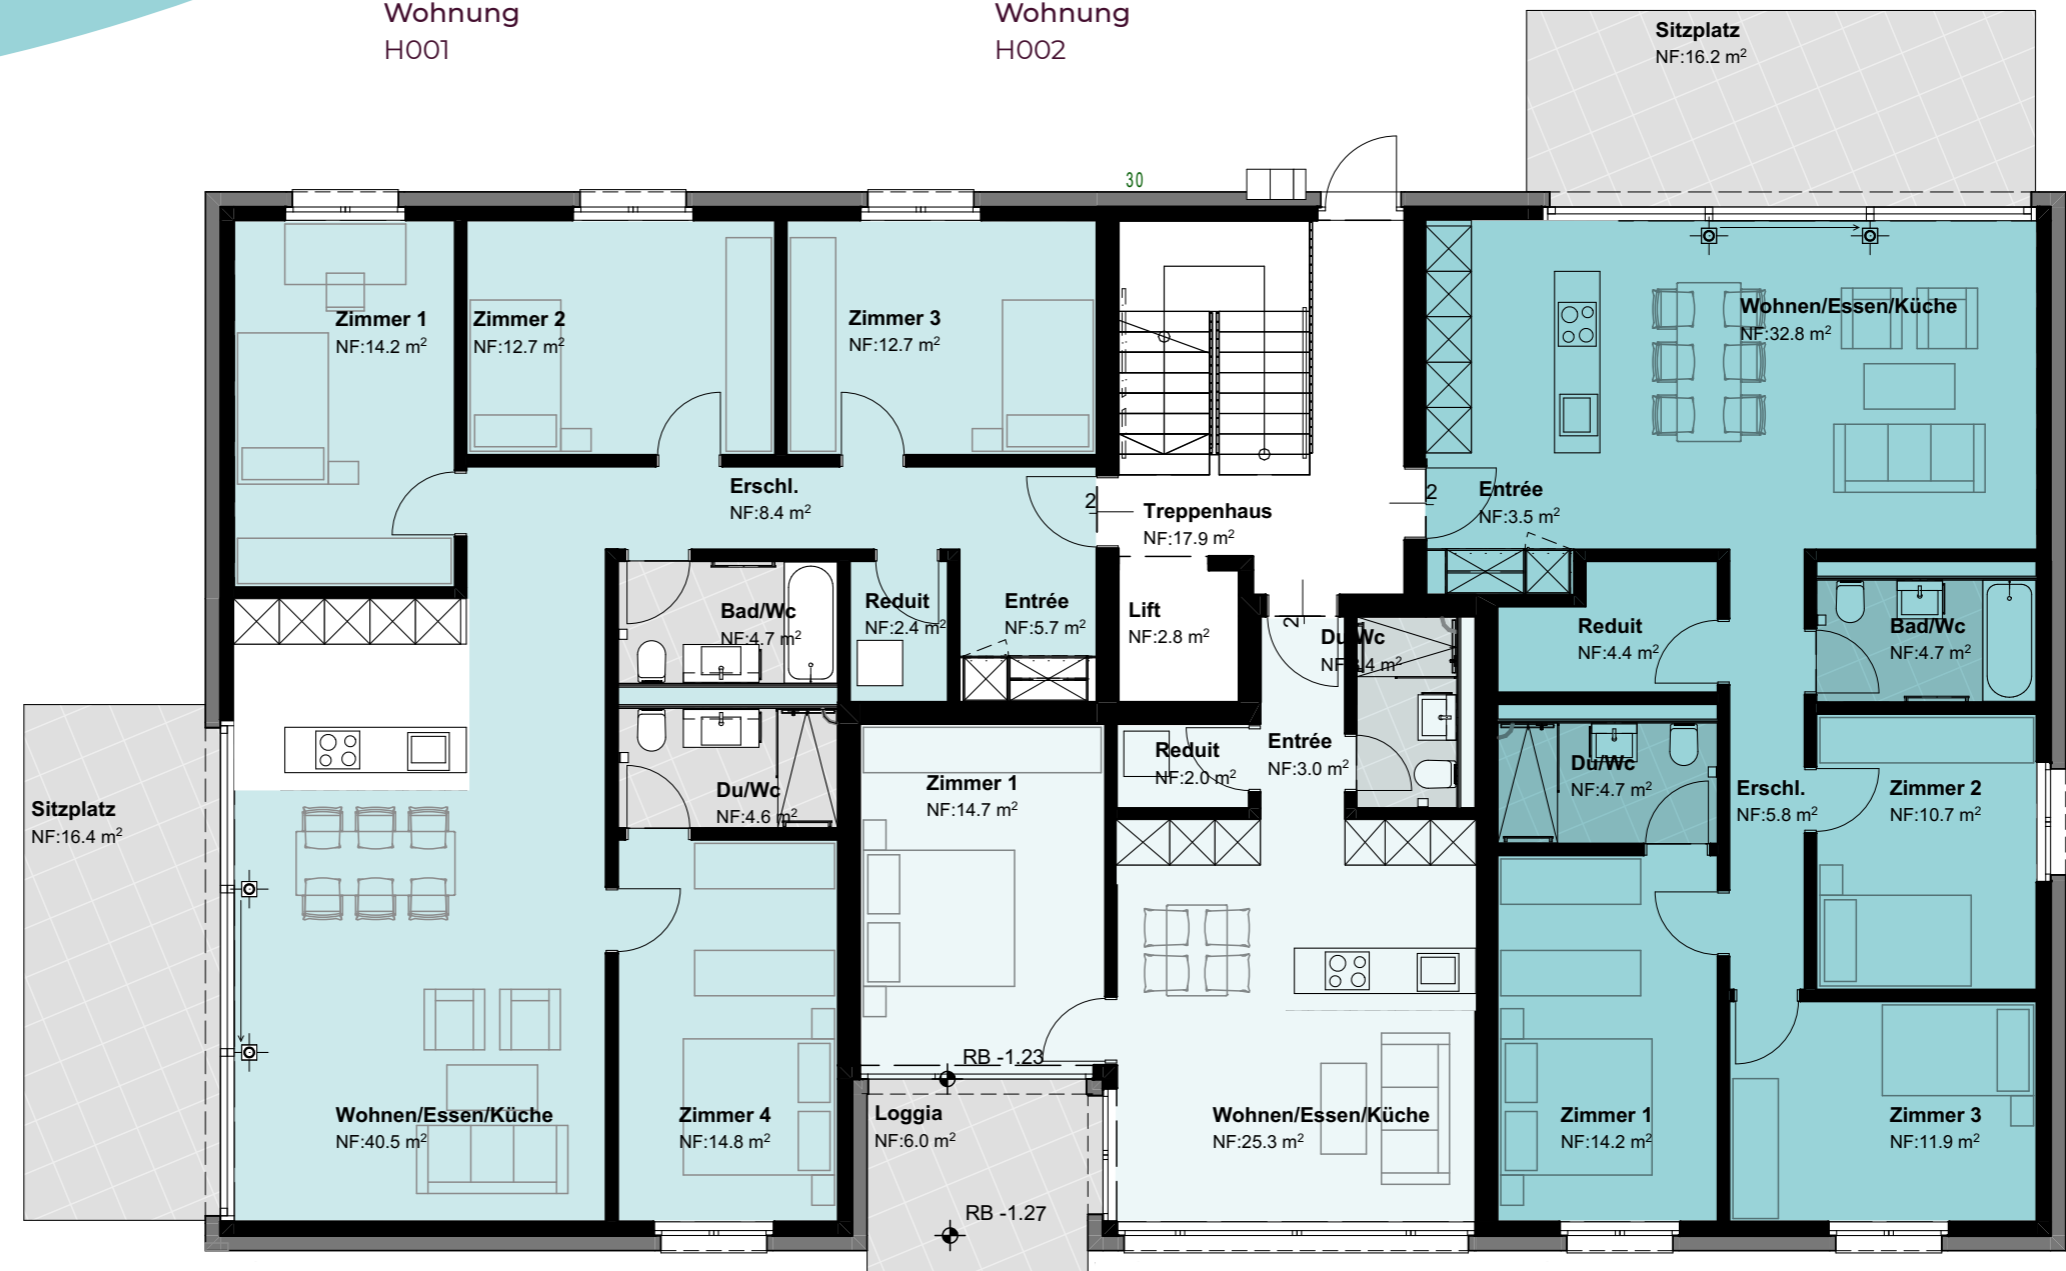 Wohnung
H001
Wohnung
H002
Sitzplatz
NF:16.2 m²
30
Zimmer 1
NF:14.2 m²
Zimmer 2
NF:12.7 m²
Zimmer 3
NF:12.7 m²
Wohnen/Essen/Küche
NF:32.8 m²
Erschl.
NF:8.4 m²
2
Treppenhaus
NF:17.9 m²
2
Entrée
NF:3.5 m²
Bad/Wc
NF:4.7 m²
Reduit
NF:2.4 m²
Entrée
NF:5.7 m²
Lift
NF:2.8 m²
2
Du/Wc
Reduit
NF:4.4 m²
Bad/Wc
NF:4.7 m²
Sitzplatz
NF:16.4 m²
Du/Wc
NF:4.6 m²
Zimmer 1
NF:14.7 m²
Reduit
NF:2.0 m²
Entrée
NF:3.0 m²
Du/Wc
NF:4.7 m²
Erschl.
NF:5.8 m²
Zimmer 2
NF:10.7 m²
RB -1.23
Wohnen/Essen/Küche
NF:40.5 m²
Zimmer 4
NF:14.8 m²
Loggia
NF:6.0 m²
Wohnen/Essen/Küche
NF:25.3 m²
Zimmer 1
NF:14.2 m²
Zimmer 3
NF:11.9 m²
RB -1.27